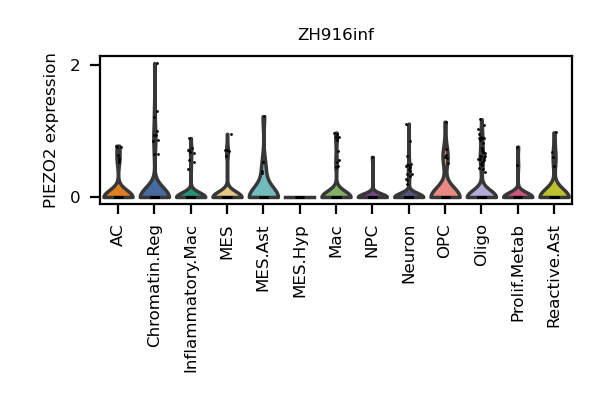 ZH916inf
PIEZO2 expression
2
0
AC
Chromatin.Reg
Inflammatory.Mac
MES
MES.Ast
MES.Hyp
Mac
NPC
Neuron
OPC
Oligo
Prolif.Metab
Reactive.Ast